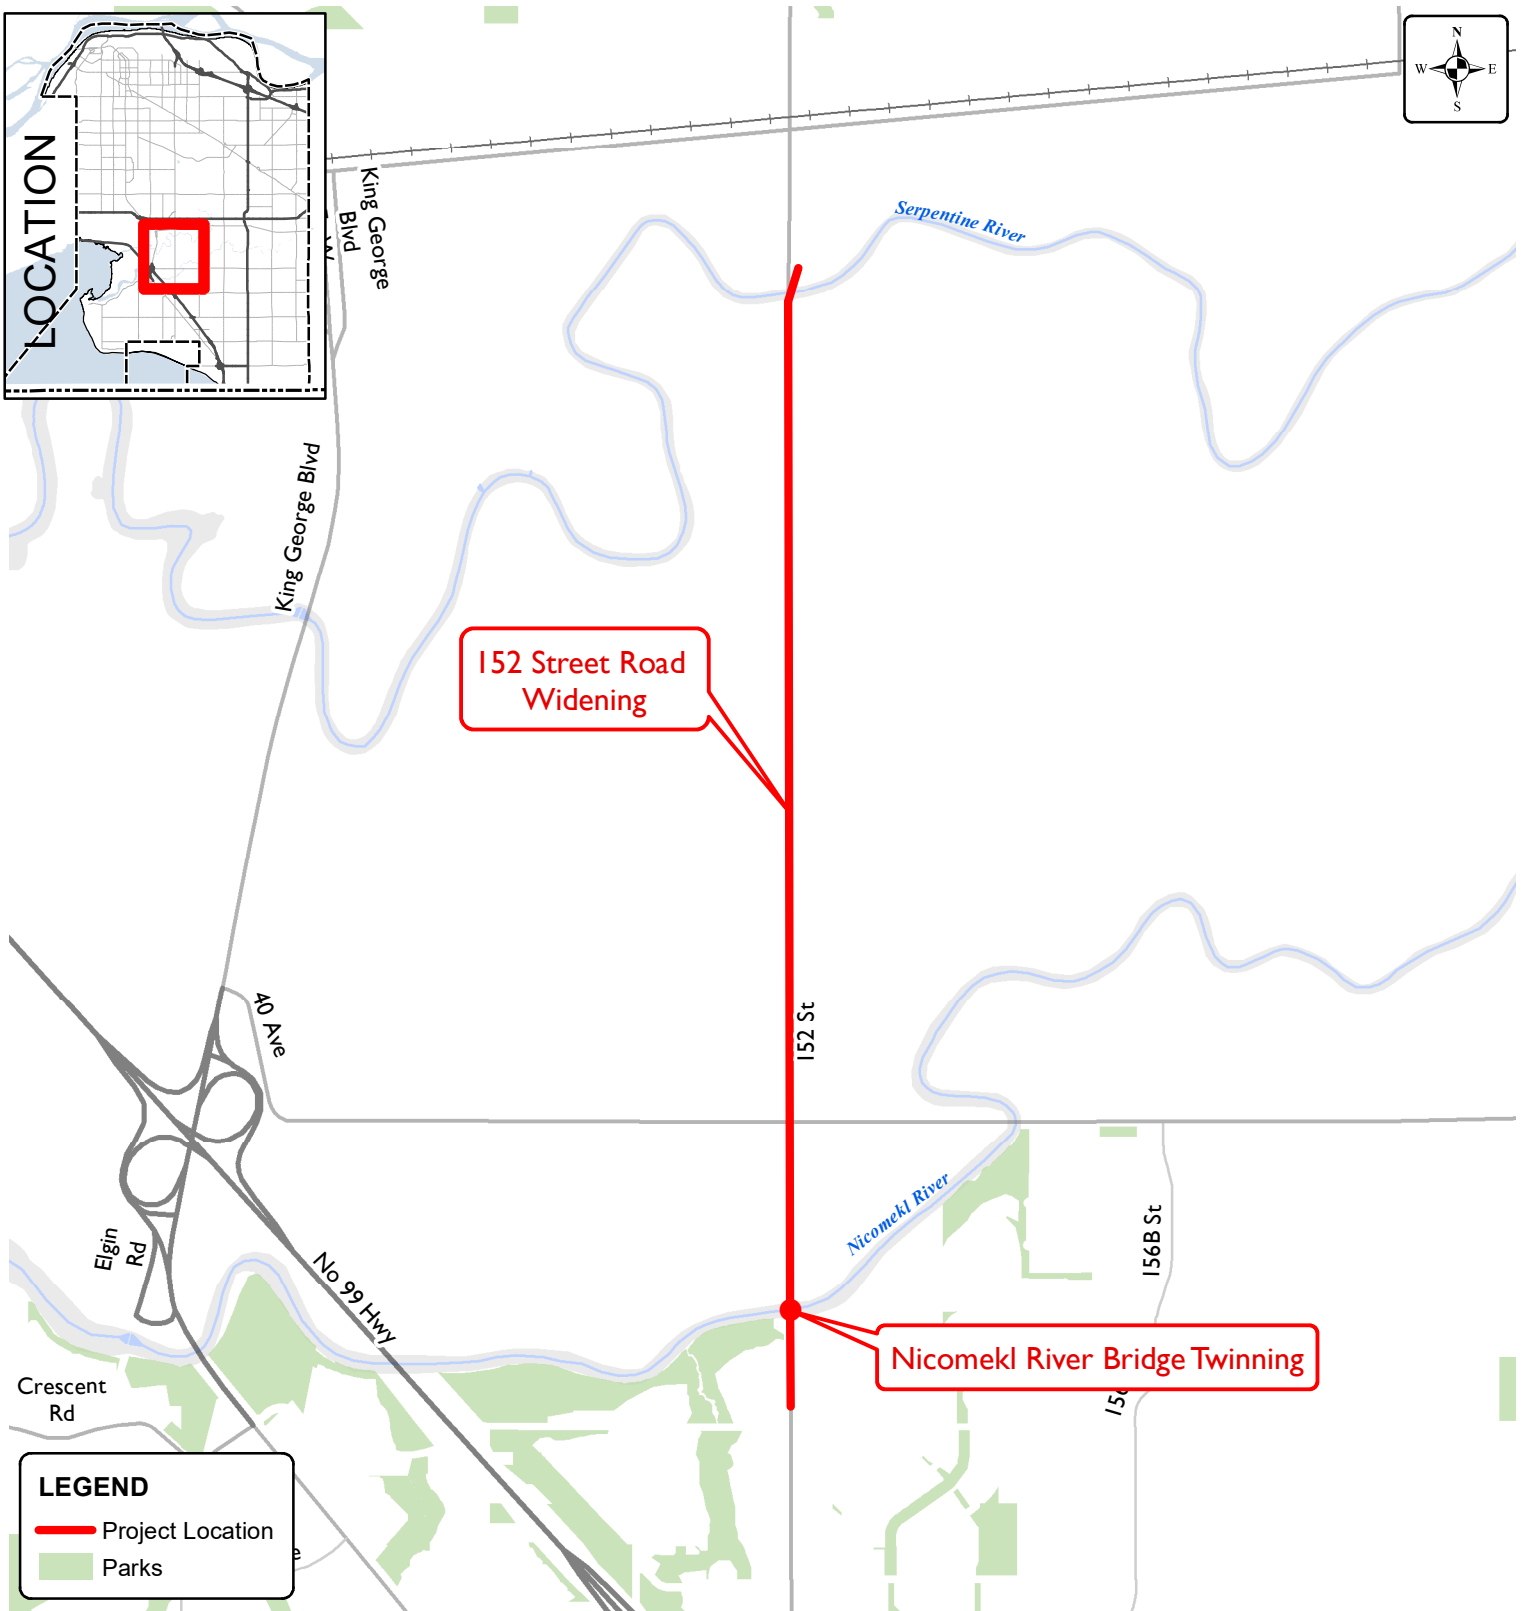 LOCATION
N
W
E
S
King George
Blvd
Serpentine River
King George Blvd
152 Street Road
Widening
40 Ave
152 St
Nicomekl River
156B St
Elgin
Rd
No 99 Hwy
Nicomekl River Bridge Twinning
Crescent
Rd
LEGEND
Project Location
Parks